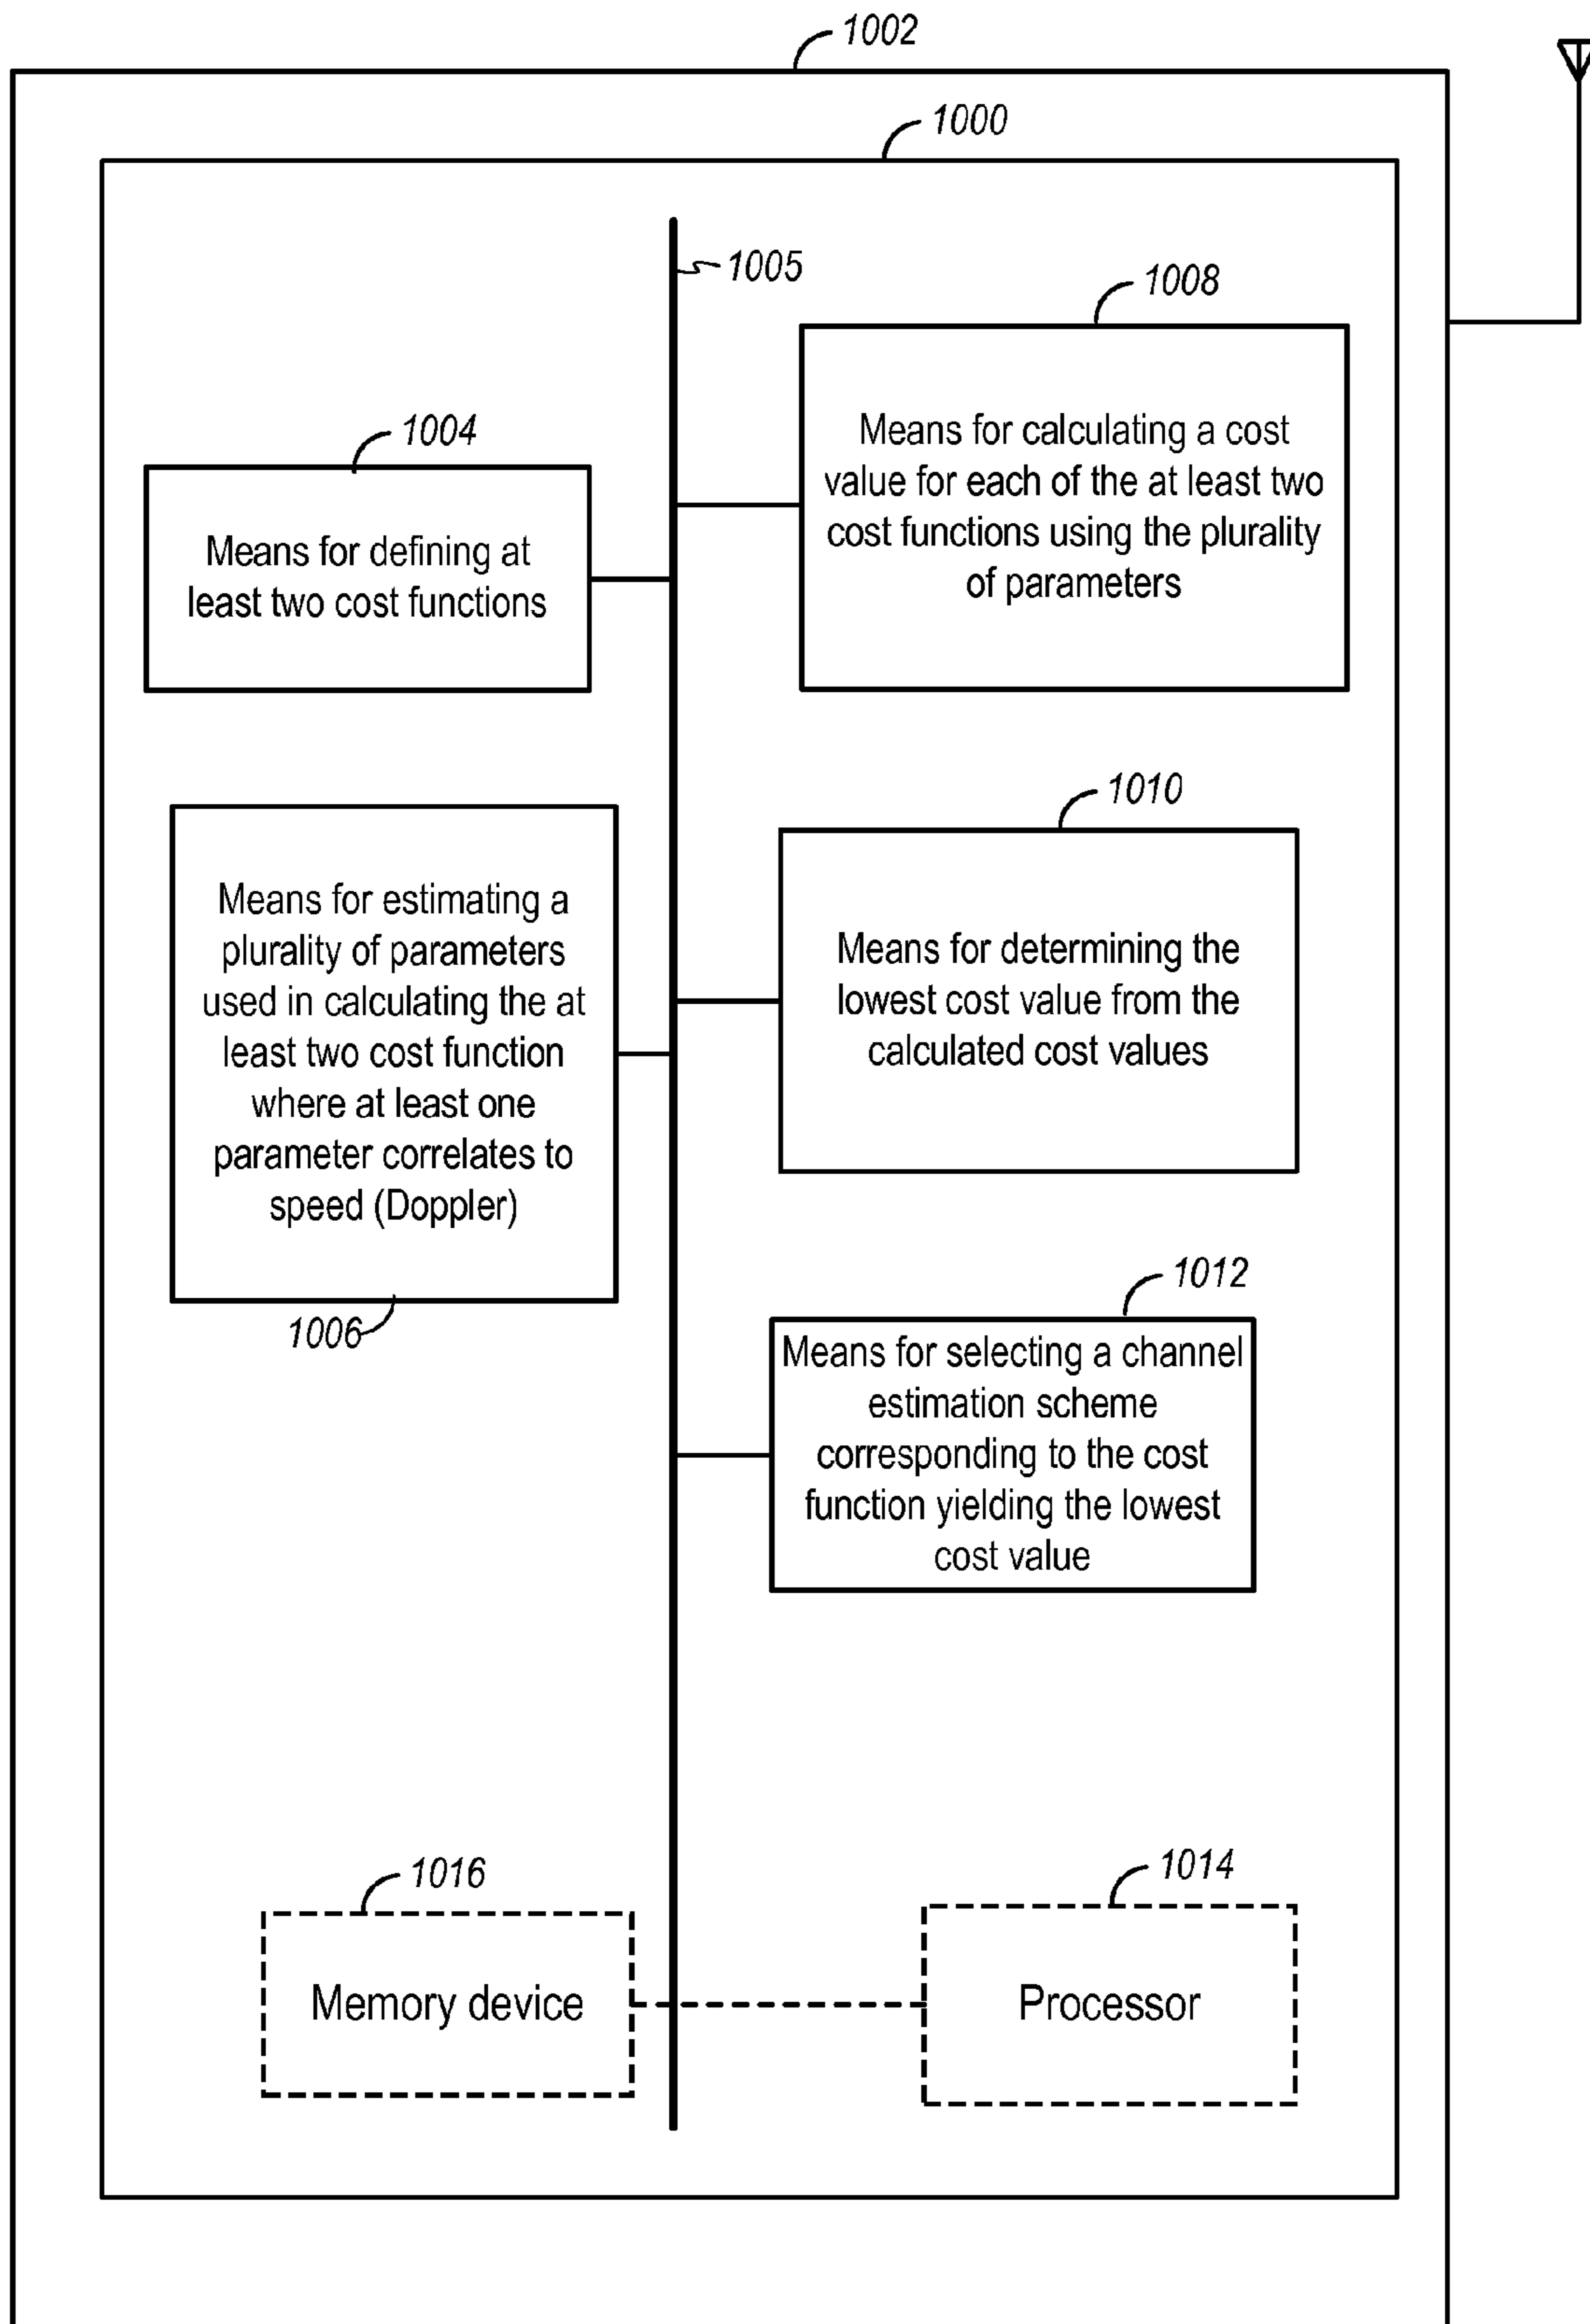 1002
1000
1005
1008
Means for calculating a cost
value for each of the at least two
cost functions using the plurality
of parameters
1004
Means for defining at
least two cost functions
1010
Means for determining the
lowest cost value from the
calculated cost values
Means for estimating a
plurality of parameters
used in calculating the at
least two cost function
where at least one
parameter correlates to
speed (Doppler)
1006
1012
Means for selecting a channel
estimation scheme
corresponding to the cost
function yielding the lowest
cost value
1016
Memory device
1014
Processor